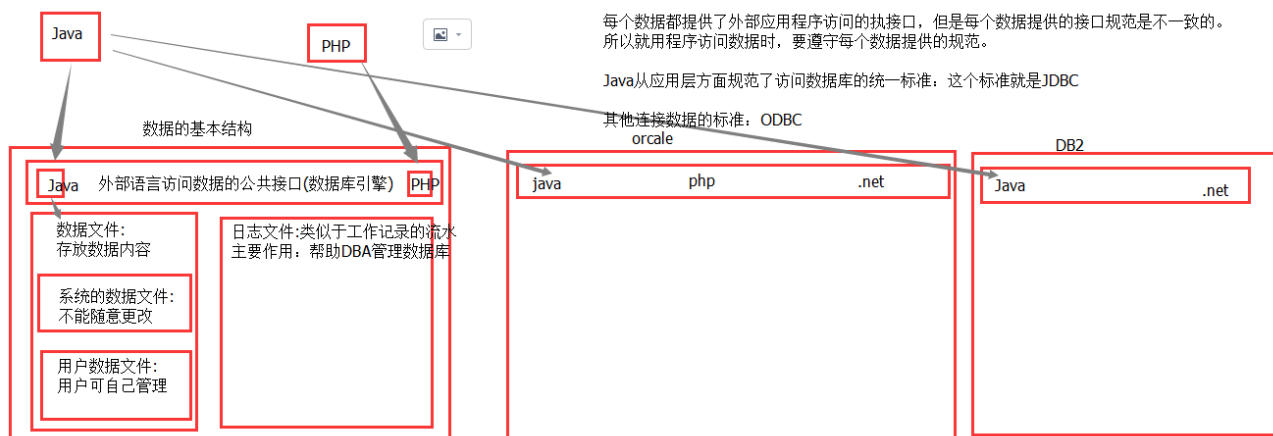 Java
PHP
每个数据都提供了外部应用程序访问的执接口，但是每个数据提供的接口规范是不一致的。
所以就用程序访问数据时，要遵守每个数据提供的规范。
Java从应用层方面规范了访问数据库的统一标准：这个标准就是JDBC
其他连接数据的标准：ODBC
数据的基本结构
orcale
DB2
Java 外部语言访问数据的公共接口(数据库引擎) PHP
java php .net
Java .net
数据文件:
存放数据内容
日志文件:类似于工作记录的流水
主要作用：帮助DBA管理数据库
系统的数据文件:
不能随意更改
用户数据文件:
用户可自己管理